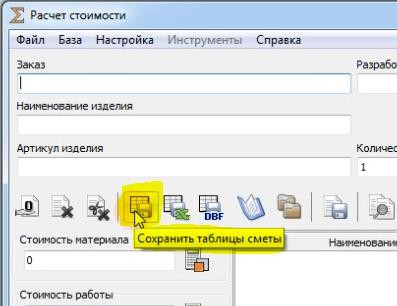 Расчет стоимости
Файл База Настройка Инструменты Справка
Заказ Разрабо
Наименование изделия
Артикул изделия Количес
1
DBF
Сохранить таблицы сметы
Стоимость материала Наименование
0
Стоимость работы